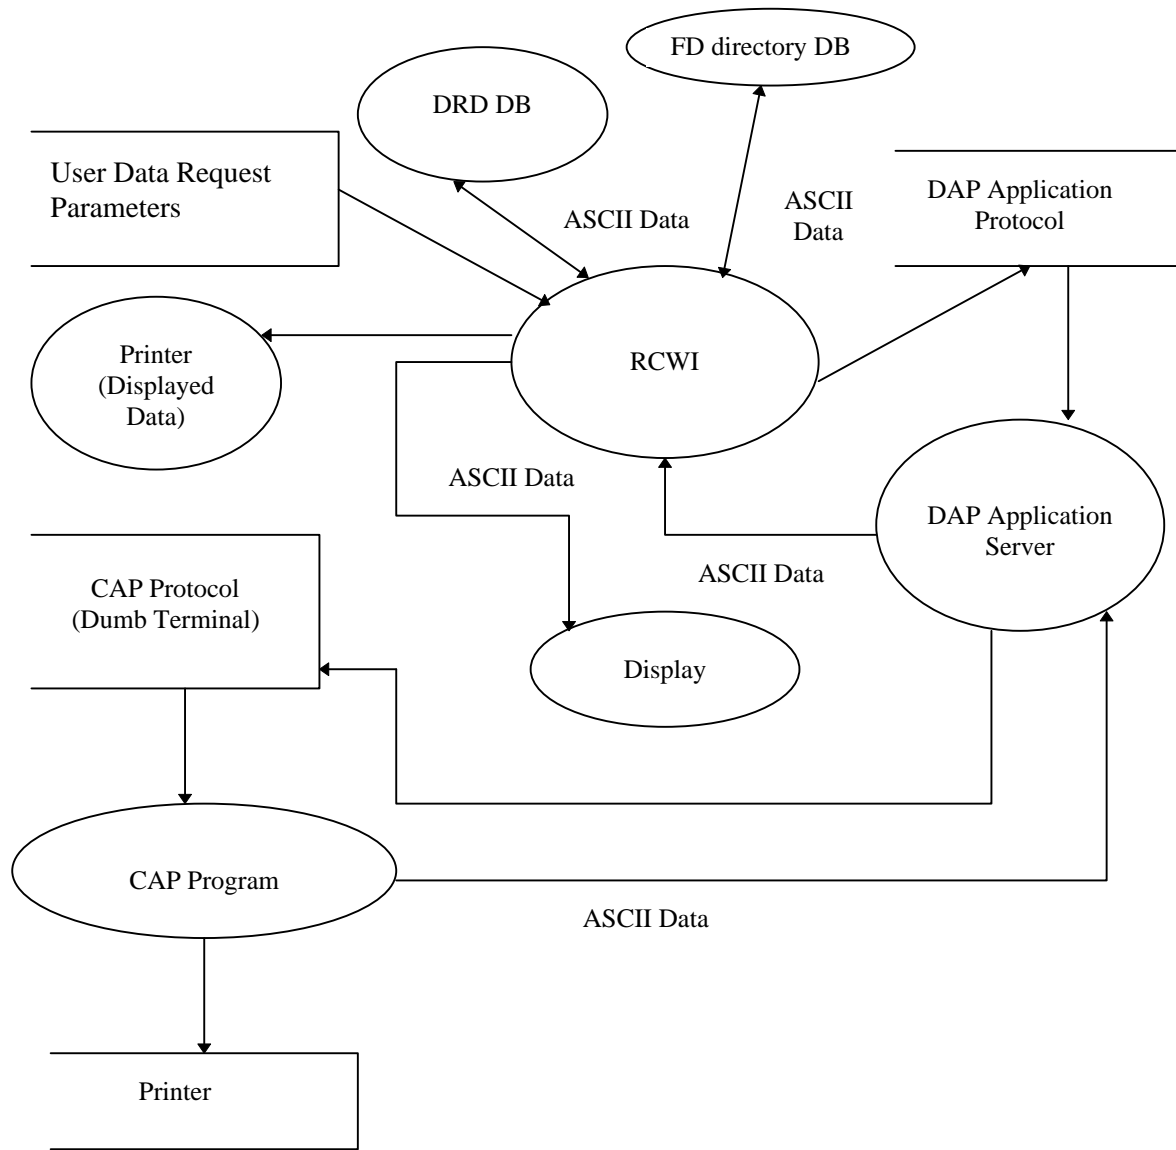 FD directory DB
DRD DB
User Data Request
Parameters
ASCII Data
ASCII
Data
DAP Application
Protocol
Printer
(Displayed
Data)
RCWI
ASCII Data
DAP Application
Server
ASCII Data
CAP Protocol
(Dumb Terminal)
Display
CAP Program
ASCII Data
Printer